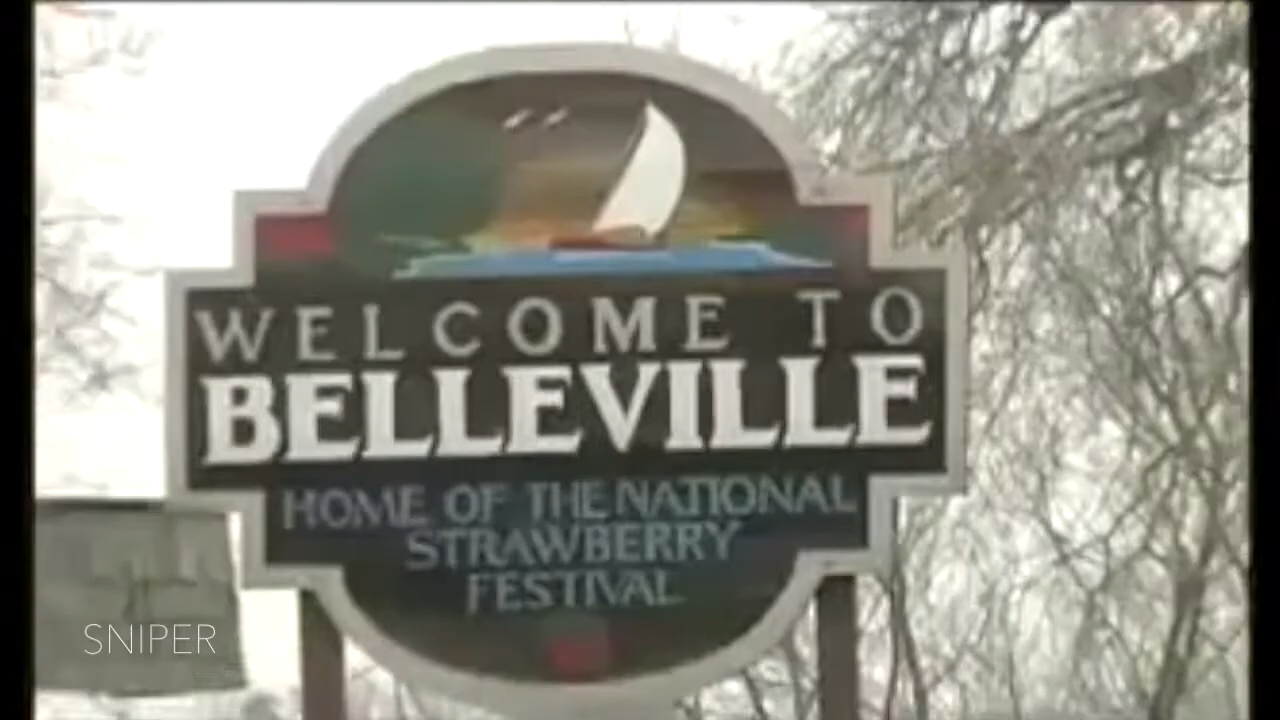 WELCOME TO
BELLEVILLE
HOME OF THE NATIONAL
STRAWBERRY
FESTIVAL
SNIPER